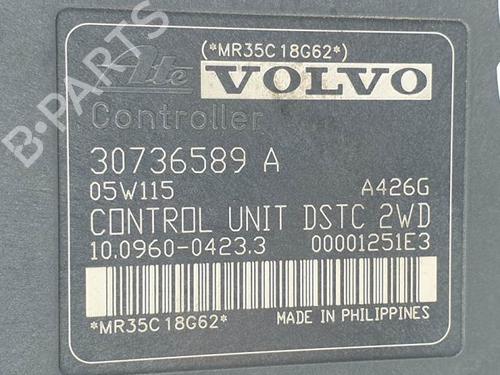 (*MR35C18G62*)
Ate VOLVO
Controller
30736589 A
05W115 A426G
CONTROL UNIT DSTC 2WD
10.0960-0423.3 00001251E3
*MR35C18G62* MADE IN PHILIPPINES
B-PARTS